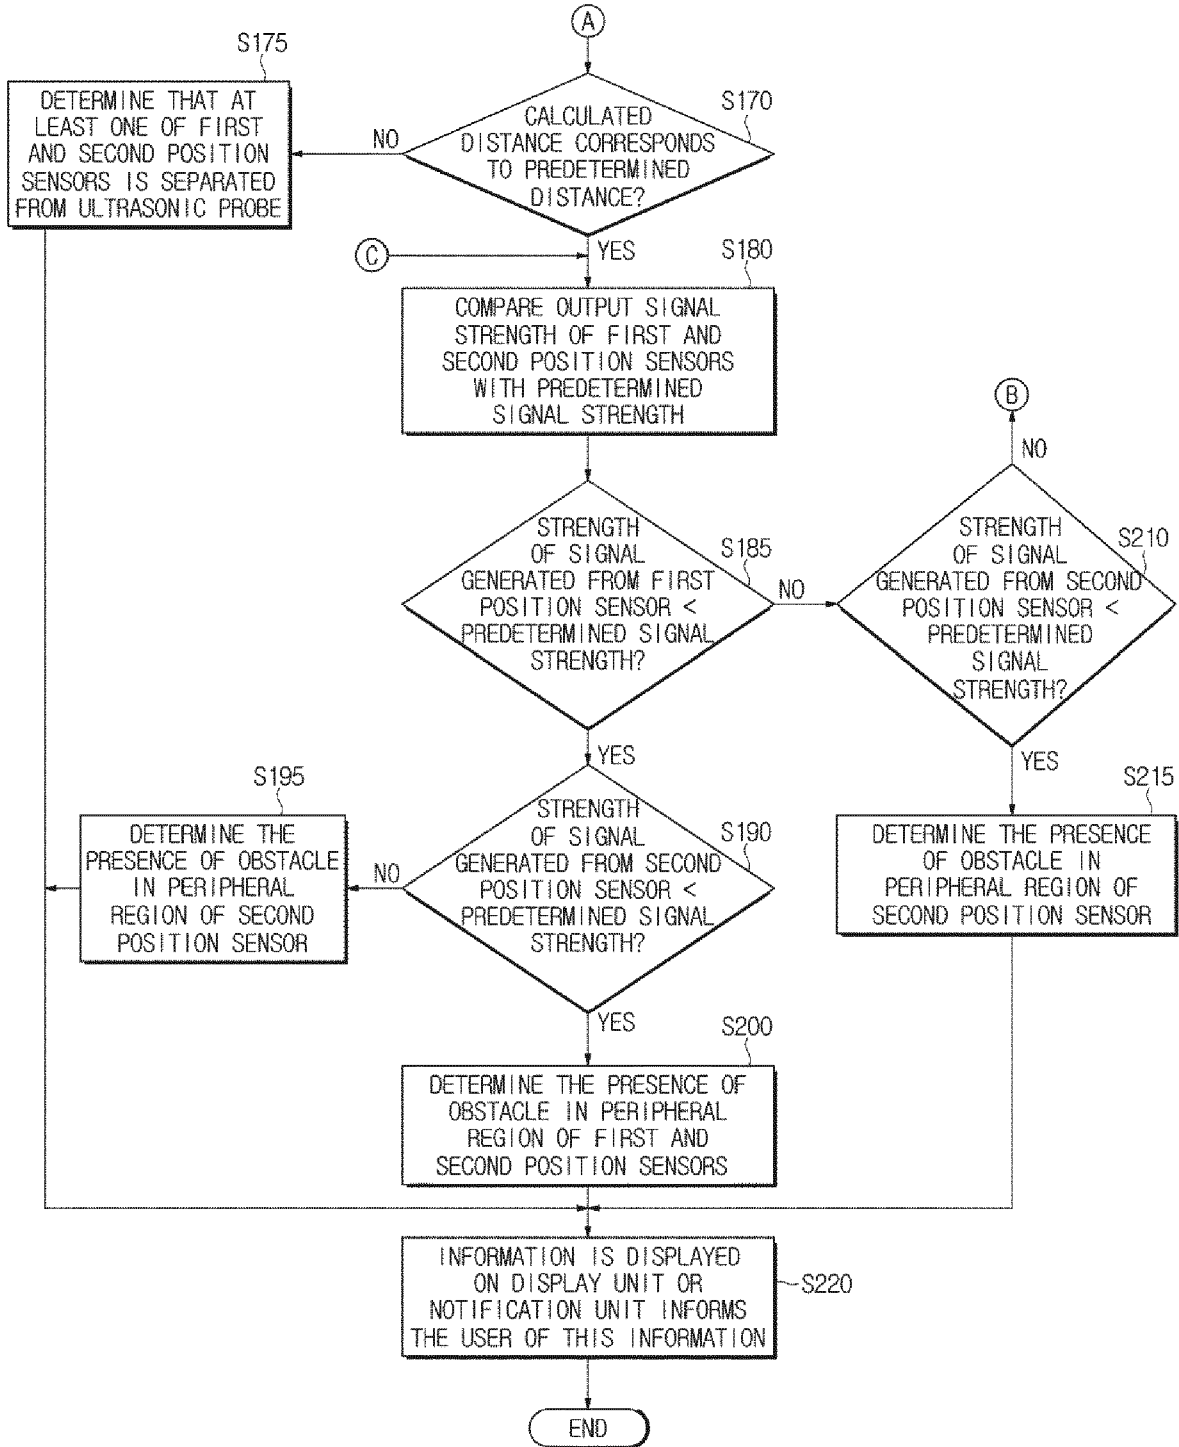 A
S175
DETERMINE THAT AT
LEAST ONE OF FIRST
AND SECOND POSITION
SENSORS IS SEPARATED
FROM ULTRASONIC PROBE
NO
S170
CALCULATED
DISTANCE CORRESPONDS
TO PREDETERMINED
DISTANCE?
YES
C
S180
COMPARE OUTPUT SIGNAL
STRENGTH OF FIRST AND
SECOND POSITION SENSORS
WITH PREDETERMINED
SIGNAL STRENGTH
B
NO
S185
STRENGTH
OF SIGNAL
GENERATED FROM FIRST
POSITION SENSOR <
PREDETERMINED SIGNAL
STRENGTH?
NO
S210
STRENGTH
OF SIGNAL
GENERATED FROM SECOND
POSITION SENSOR <
PREDETERMINED
SIGNAL
STRENGTH?
YES
YES
S195
DETERMINE THE
PRESENCE OF OBSTACLE
IN PERIPHERAL
REGION OF SECOND
POSITION SENSOR
NO
S190
STRENGTH
OF SIGNAL
GENERATED FROM SECOND
POSITION SENSOR <
PREDETERMINED SIGNAL
STRENGTH?
S215
DETERMINE THE PRESENCE
OF OBSTACLE IN
PERIPHERAL REGION OF
SECOND POSITION SENSOR
YES
S200
DETERMINE THE PRESENCE OF
OBSTACLE IN PERIPHERAL
REGION OF FIRST AND
SECOND POSITION SENSORS
INFORMATION IS DISPLAYED
ON DISPLAY UNIT OR
NOTIFICATION UNIT INFORMS
THE USER OF THIS INFORMATION
S220
END